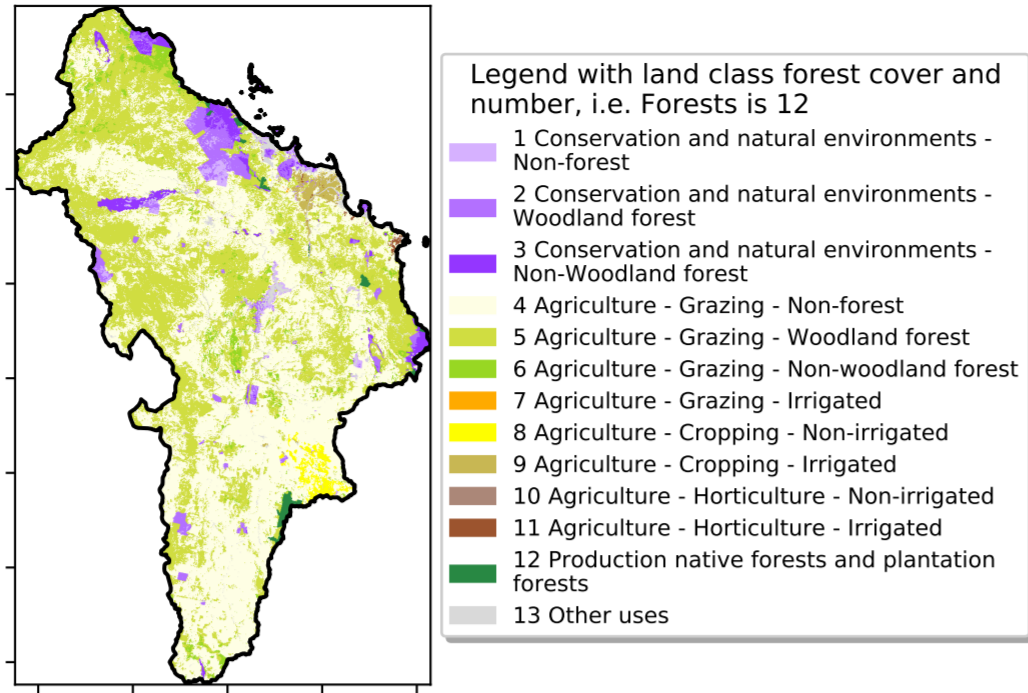 Legend with land class forest cover and
number, i.e. Forests is 12
1 Conservation and natural environments -
Non-forest
2 Conservation and natural environments -
Woodland forest
3 Conservation and natural environments -
Non-Woodland forest
4 Agriculture - Grazing - Non-forest
5 Agriculture - Grazing - Woodland forest
6 Agriculture - Grazing - Non-woodland forest
7 Agriculture - Grazing - Irrigated
8 Agriculture - Cropping - Non-irrigated
9 Agriculture - Cropping - Irrigated
10 Agriculture - Horticulture - Non-irrigated
11 Agriculture - Horticulture - Irrigated
12 Production native forests and plantation
forests
13 Other uses